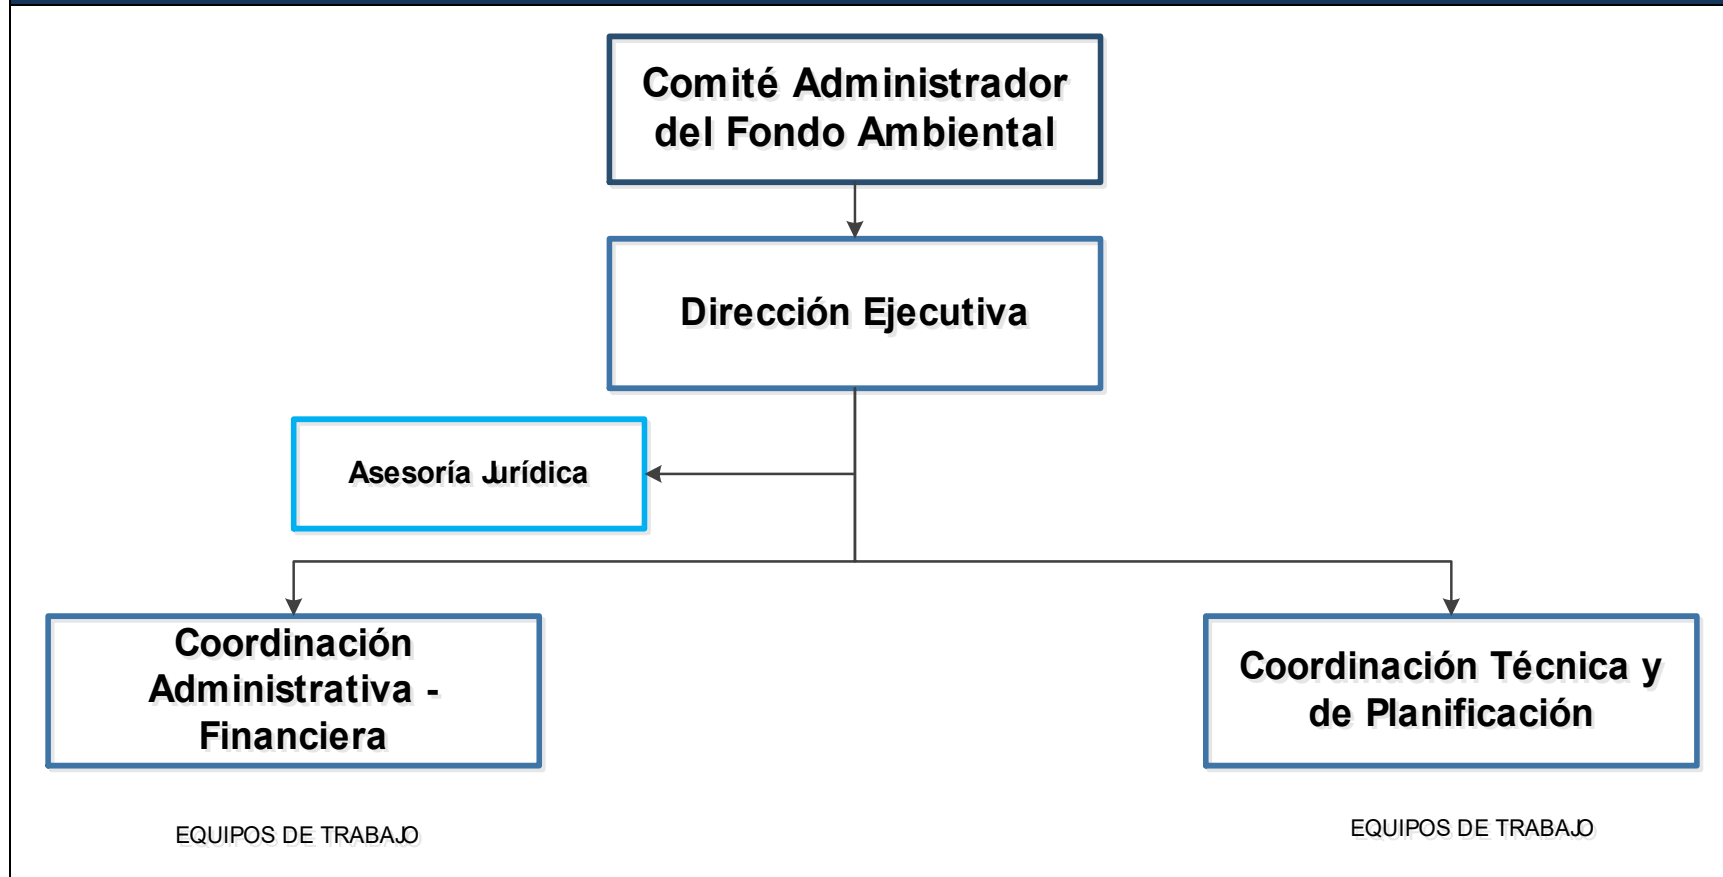 Comité Administrador
del Fondo Ambiental
Dirección Ejecutiva
Asesoría Jurídica
Coordinación
Administrativa -
Financiera
Coordinación Técnica y
de Planificación
EQUIPOS DE TRABAJO
EQUIPOS DE TRABAJO